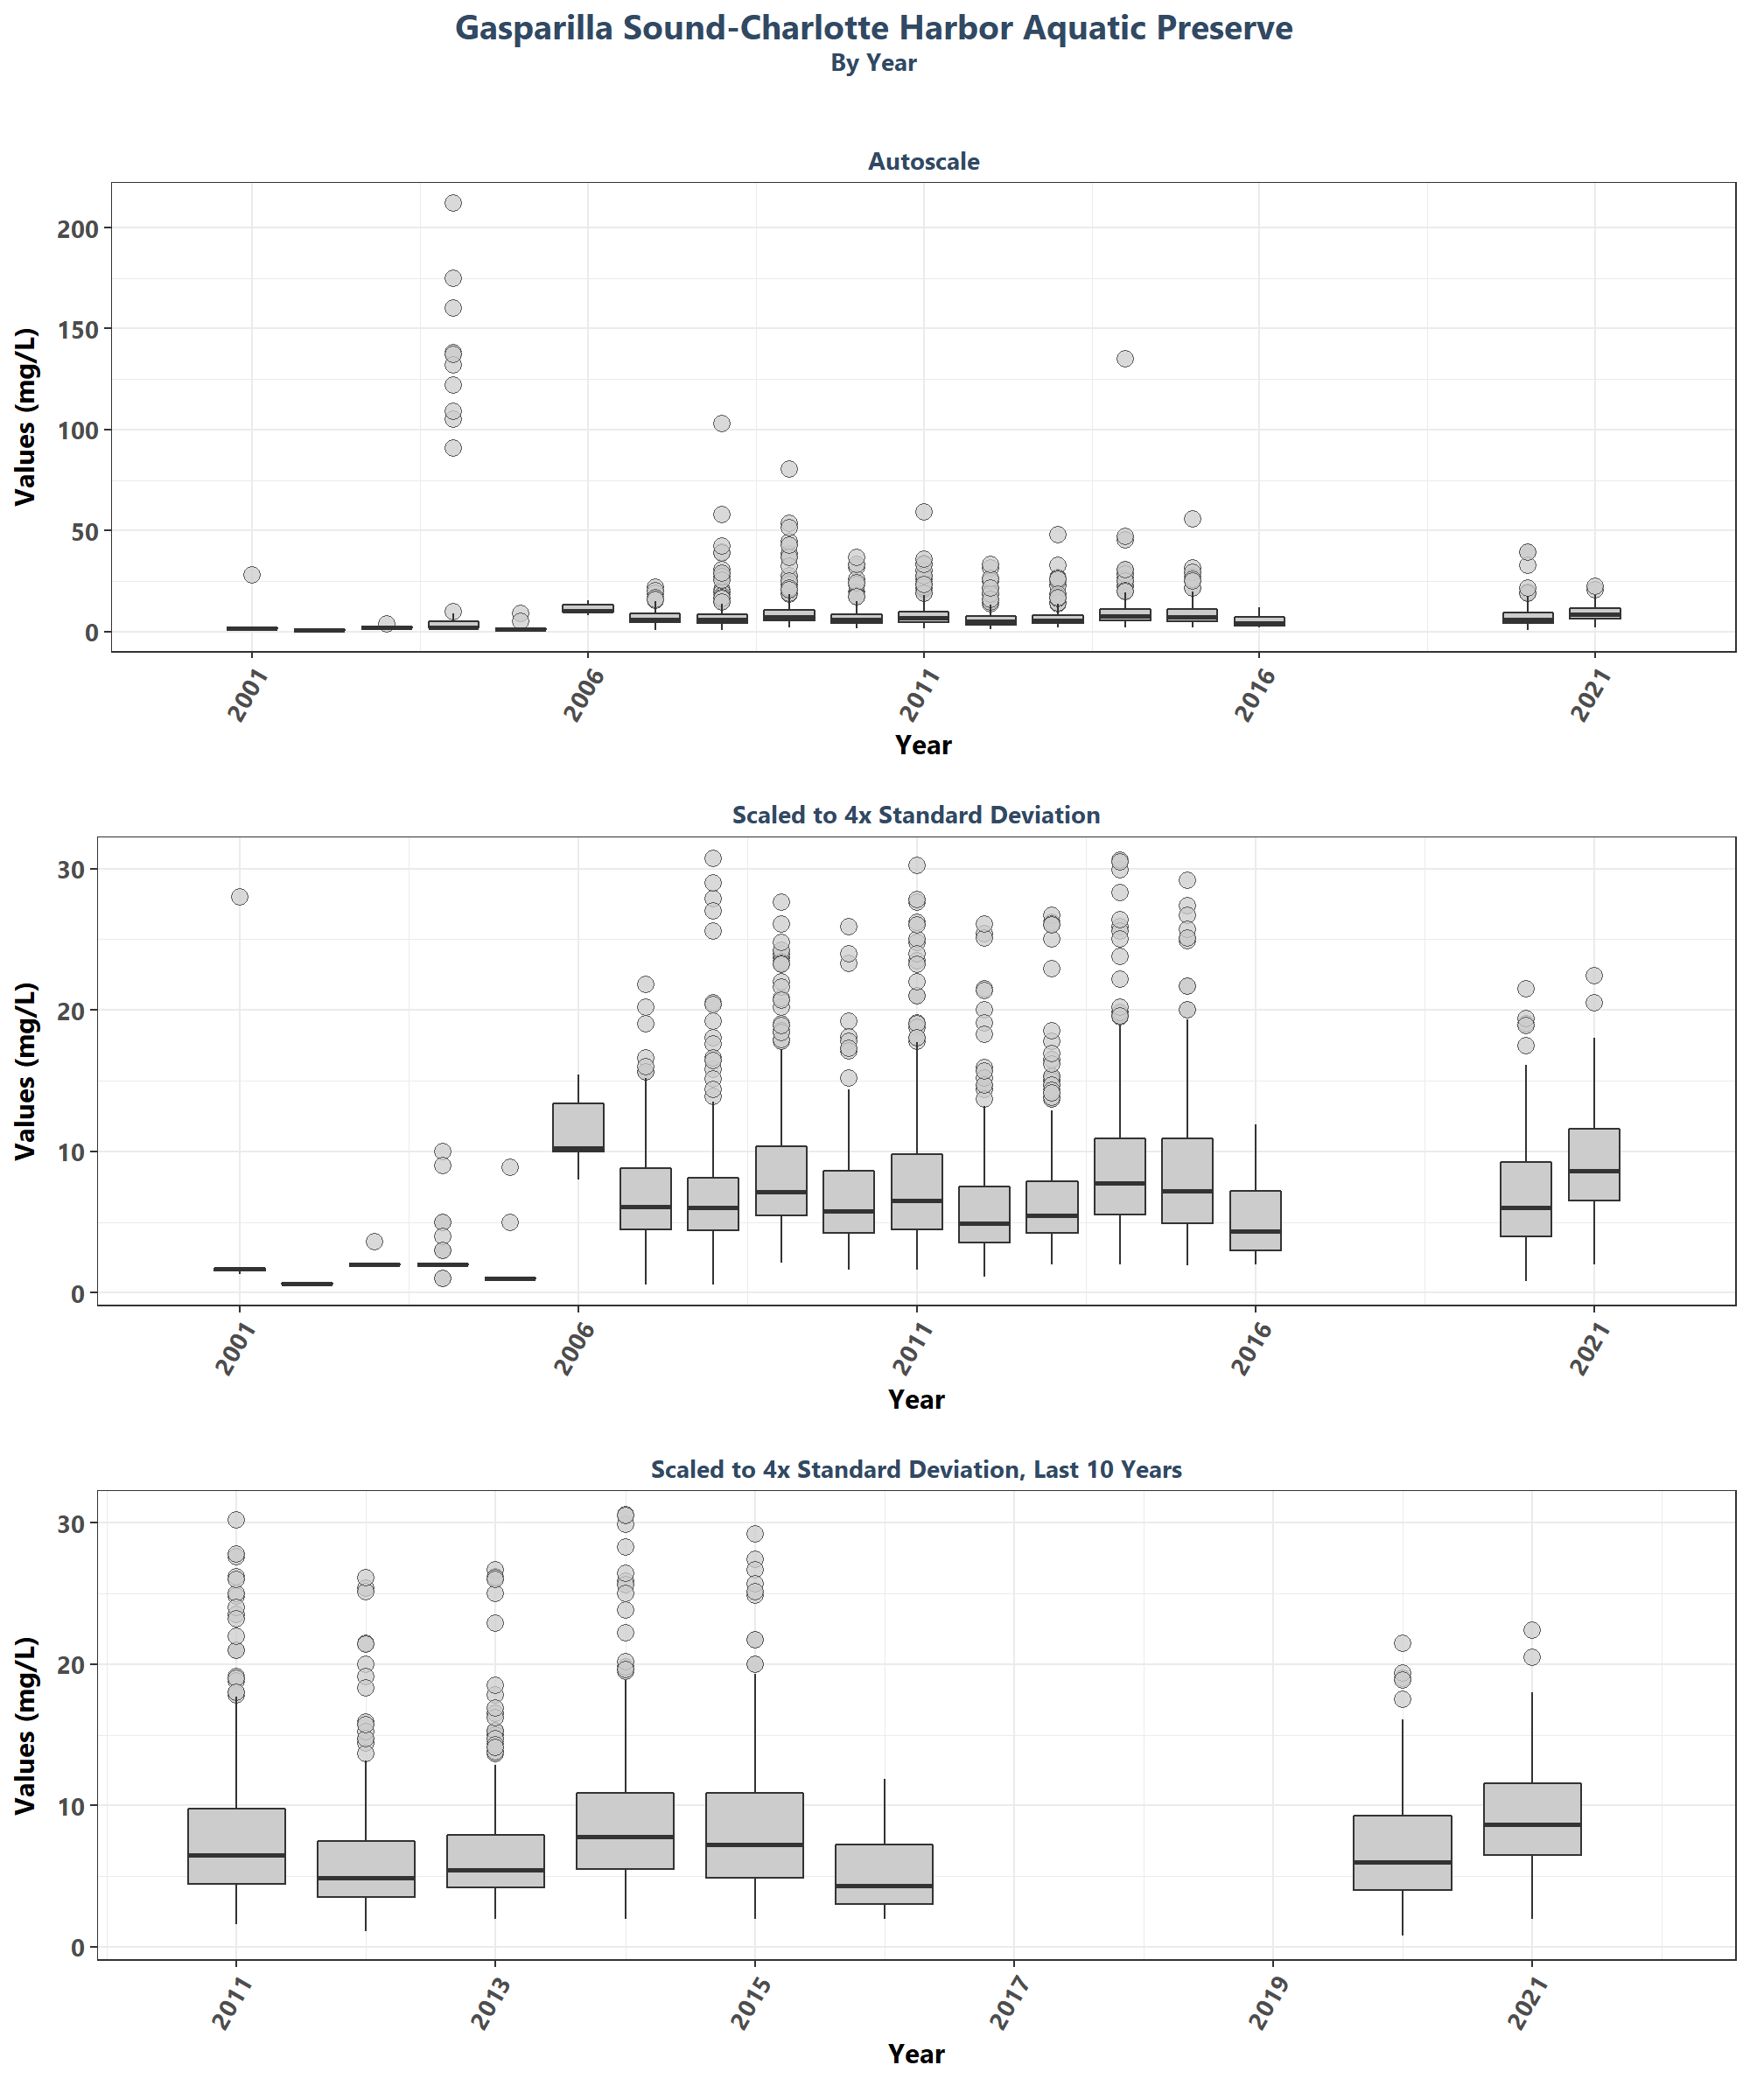 Gasparilla Sound-Charlotte Harbor Aquatic Preserve
By Year
Autoscale
Values (mg/L)
200
150
100
50
0
2001
2006
2011
2016
2021
Year
Scaled to 4x Standard Deviation
Values (mg/L)
30
20
10
0
2001
2006
2011
2016
2021
Year
Scaled to 4x Standard Deviation, Last 10 Years
Values (mg/L)
30
20
10
0
2011
2013
2015
2017
2019
2021
Year